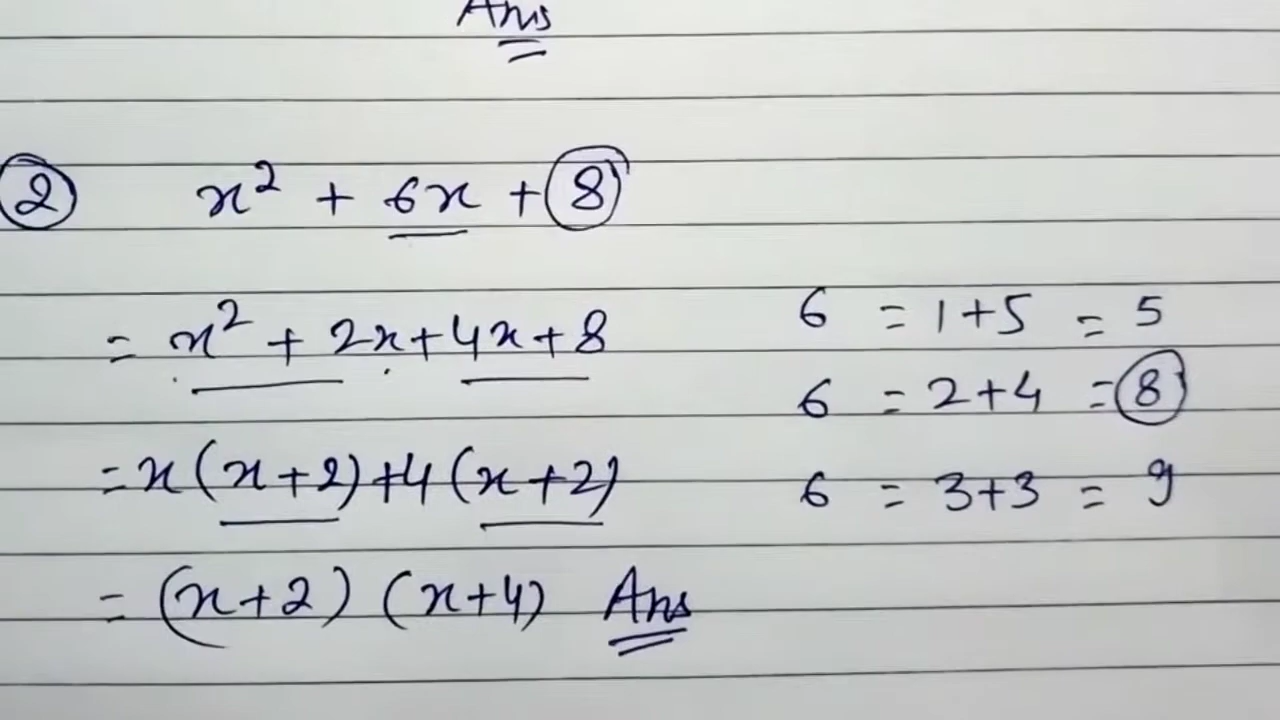 Ans
② x² + 6x + 8
= x² + 2x + 4x + 8
= x(x+2)+4(x+2)
= (x+2) (x+4) Ans
6 = 1+5 = 5
6 = 2+4 = 8
6 = 3+3 = 9